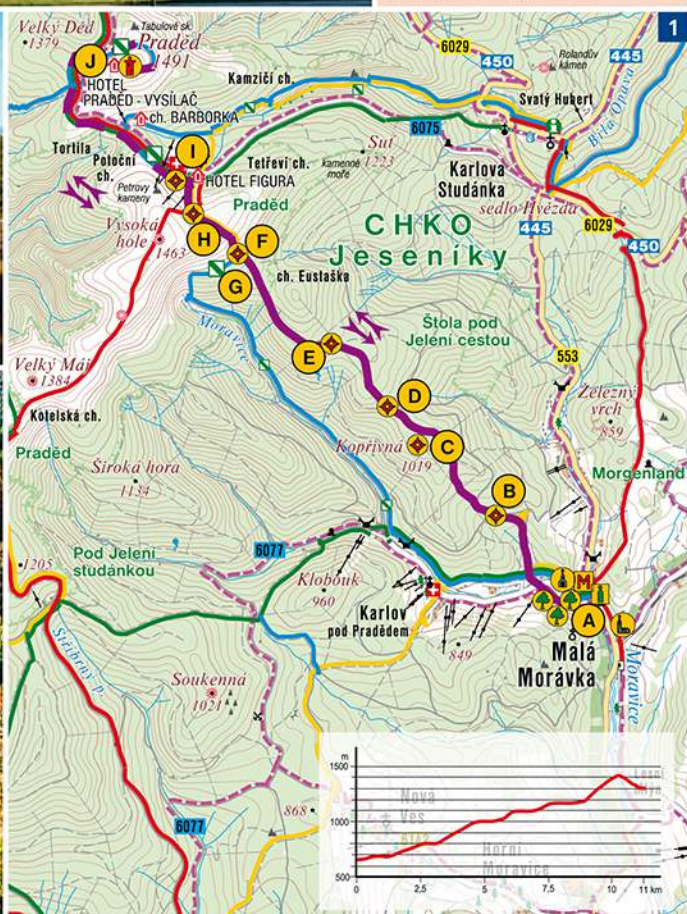 1
Velký Děd
•1379
Tabulové sk.
Praděd
1491
6029
450
Rolandův
kámen
445
J
HOTEL
PRADĚD - VYSÍLAČ
ch. BARBORKA
Kamzičí ch.
Svatý Hubert
Bílá Opava
6075
Tortila
Potoční
ch.
I
Tetřeví ch.
kamenné
moře
Suť
1223
Karlova
Studánka
Petrovy
kameny
HOTEL FIGURA
Praděd
sedlo Hvězda
6029
Vysoká
hole
1463
H
F
CHKO
Jeseníky
445
450
G
ch. Eustaška
Moravice
Štola pod
Jelení cestou
E
553
Velký Máj
1384
D
Železný
vrch
859
Kotelská ch.
Kopřivná
1019
C
Praděd
Široká hora
1134
B
Morgenland
6077
1205
Pod Jelení
studánkou
Klobouk
960
Karlov
pod Pradědem
849
M
A
Malá
Morávka
Moravice
Stříbrný p.
Soukenná
1021
868
6077
m
1500
1000
500
Nová
Ves
Horní
Moravice
0
2,5
5
7,5
10
11 km